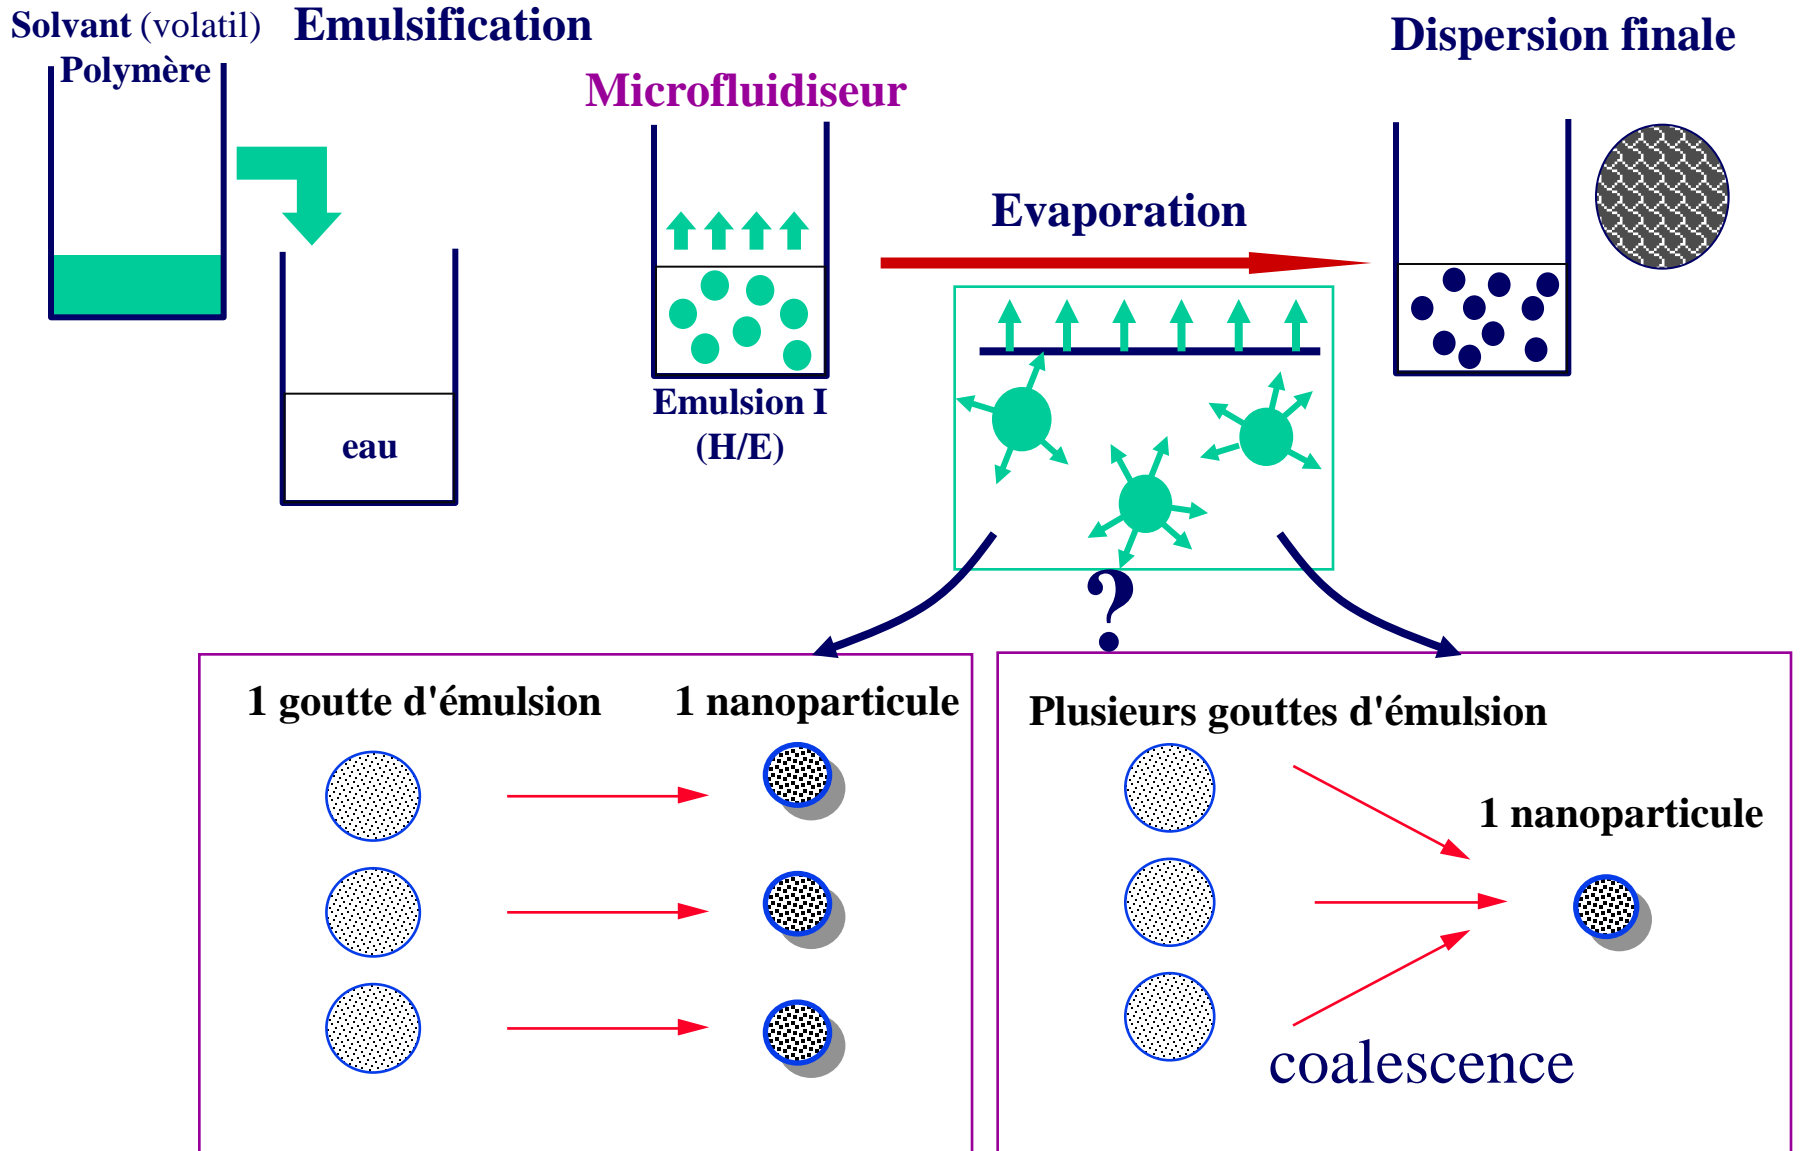 Solvant (volatil)
Polymère
Emulsification
Microfluidiseur
Dispersion finale
Evaporation
eau
Emulsion I
(H/E)
?
1 goutte d'émulsion
1 nanoparticule
Plusieurs gouttes d'émulsion
1 nanoparticule
coalescence